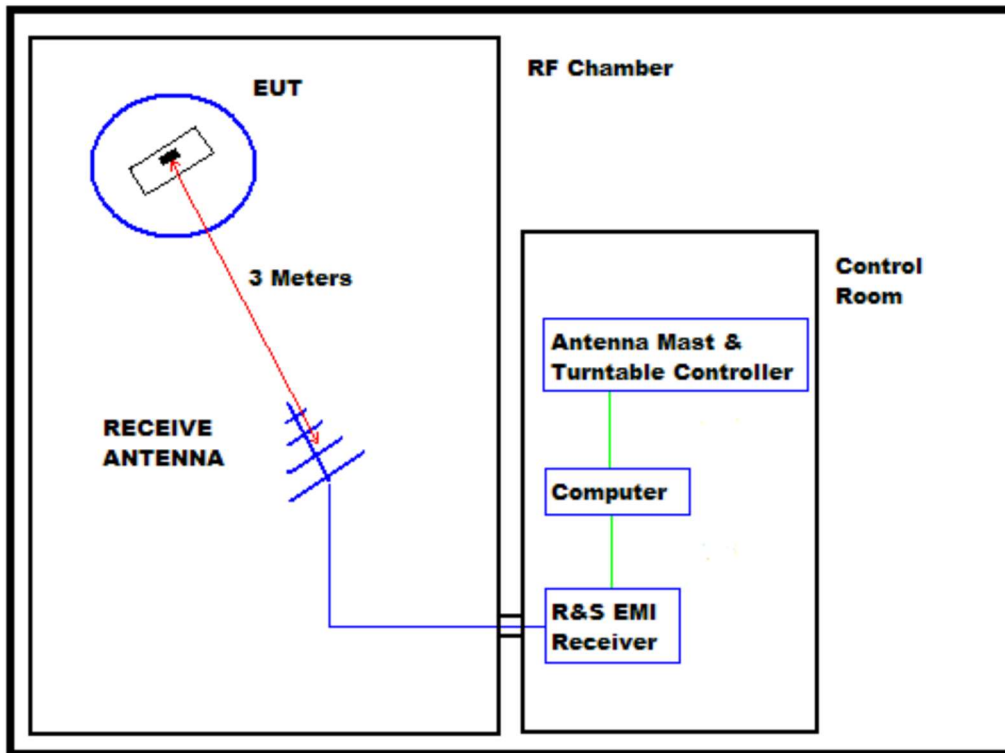 EUT
RF Chamber
3 Meters
Control
Room
Antenna Mast &
Turntable Controller
RECEIVE
ANTENNA
Computer
R&S EMI
Receiver